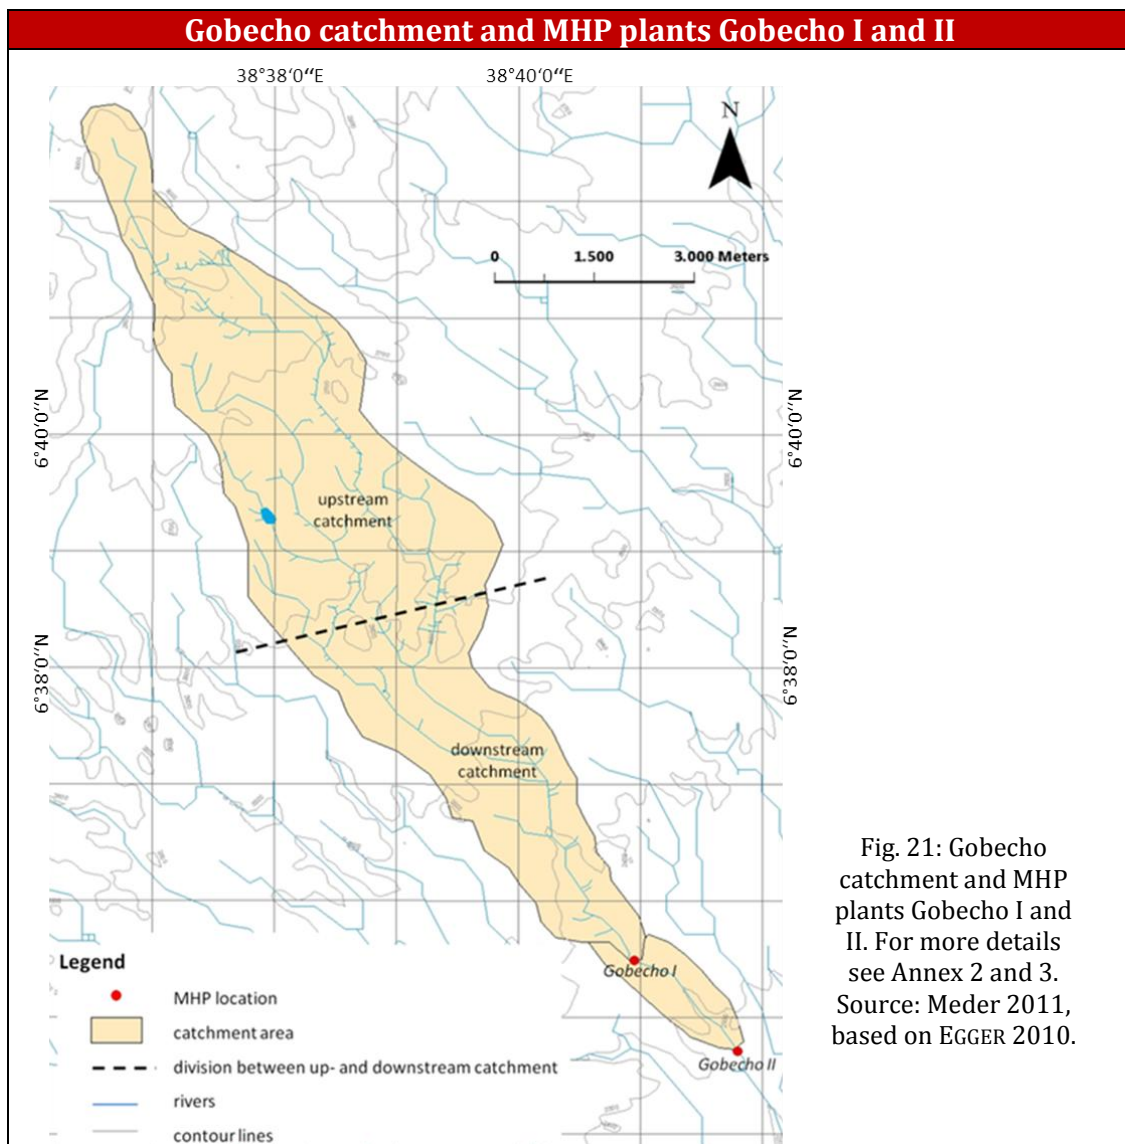 Gobecho catchment and MHP plants Gobecho I and II
38°38‘0‘‘E
38°40‘0‘‘E
N
0
1.500
3.000 Meters
6°40‘0‘‘N
6°40‘0‘‘N
upstream
catchment
6°38‘0‘‘N
6°38‘0‘‘N
downstream
catchment
Fig. 21: Gobecho
catchment and MHP
plants Gobecho I and
II. For more details
see Annex 2 and 3.
Source: Meder 2011,
based on EGGER 2010.
Gobecho I
Gobecho II
Legend
MHP location
catchment area
division between up- and downstream catchment
rivers
contour lines